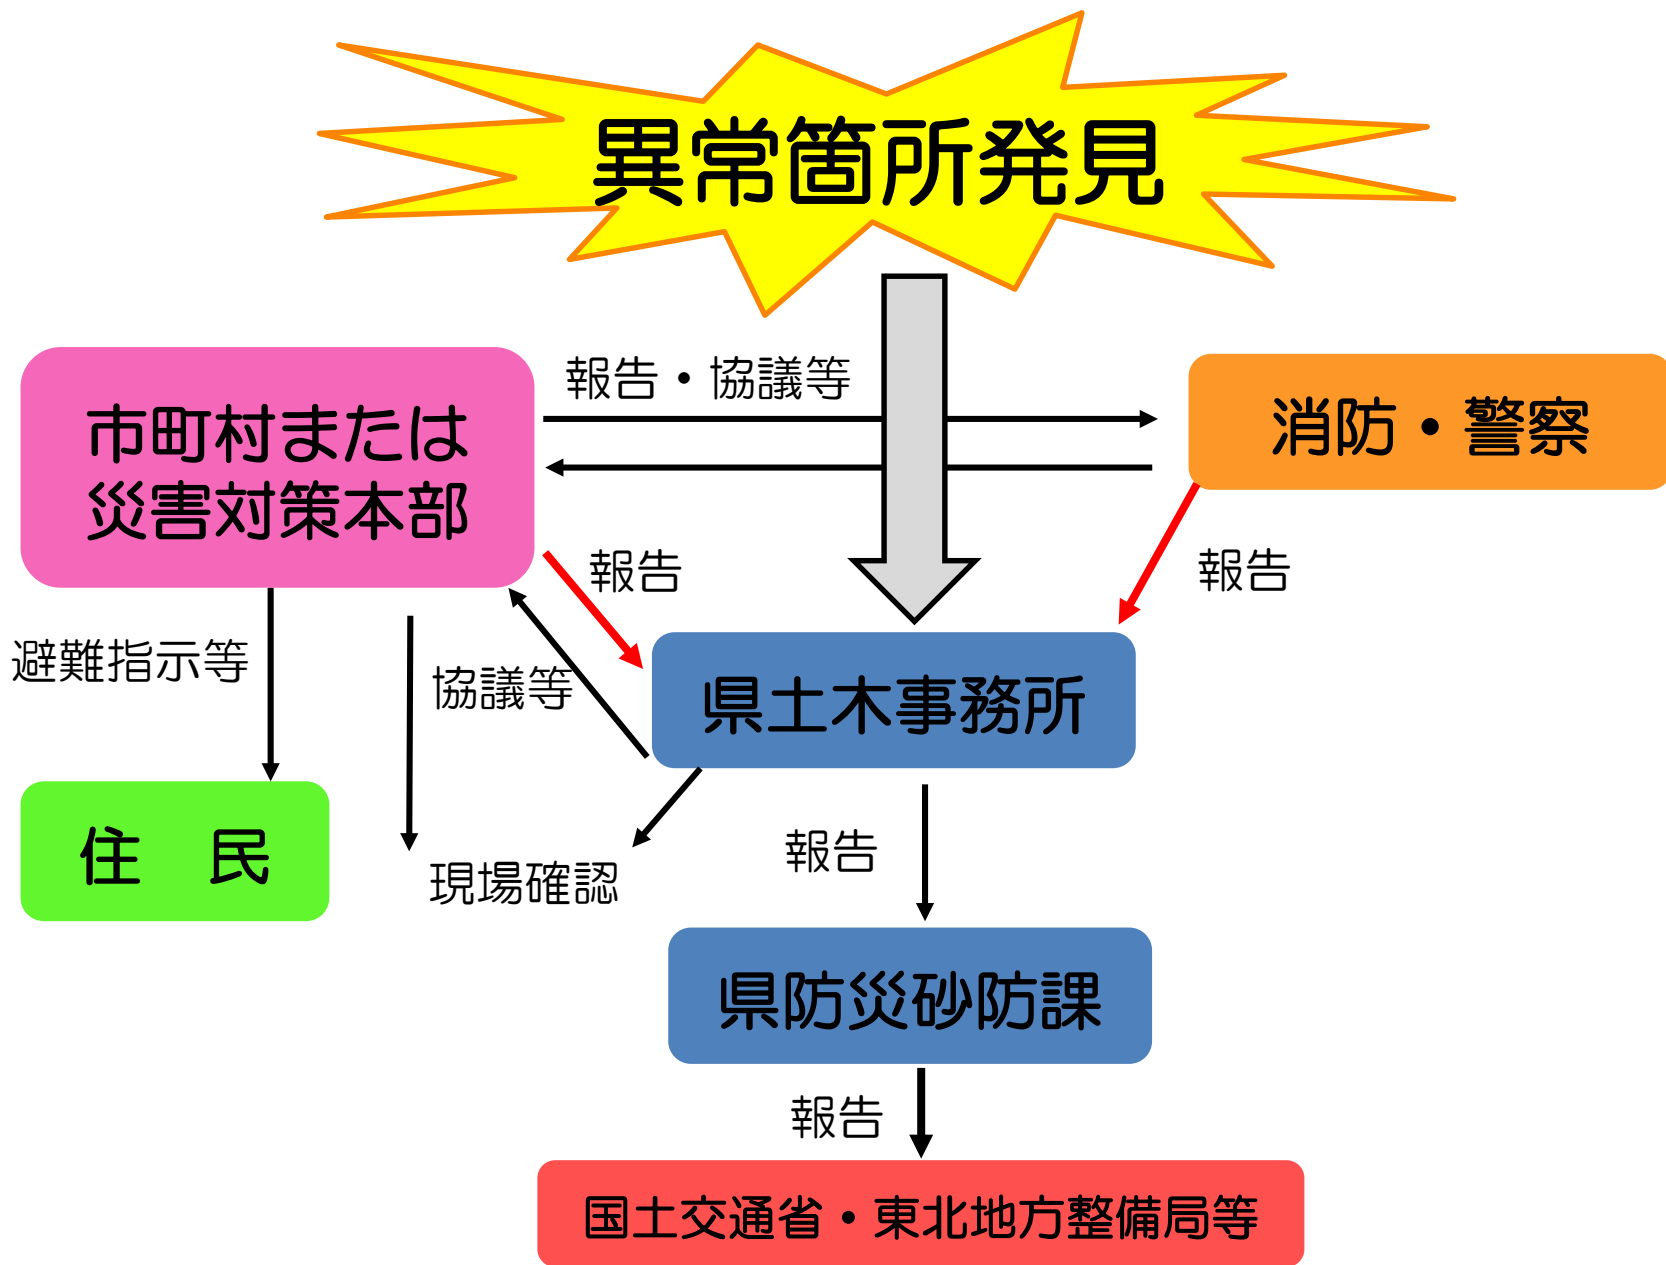 異常箇所発見
報告・協議等
市町村または
災害対策本部
消防・警察
報告
報告
避難指示等
協議等
県土木事務所
住　民
現場確認
報告
県防災砂防課
報告
国土交通省・東北地方整備局等